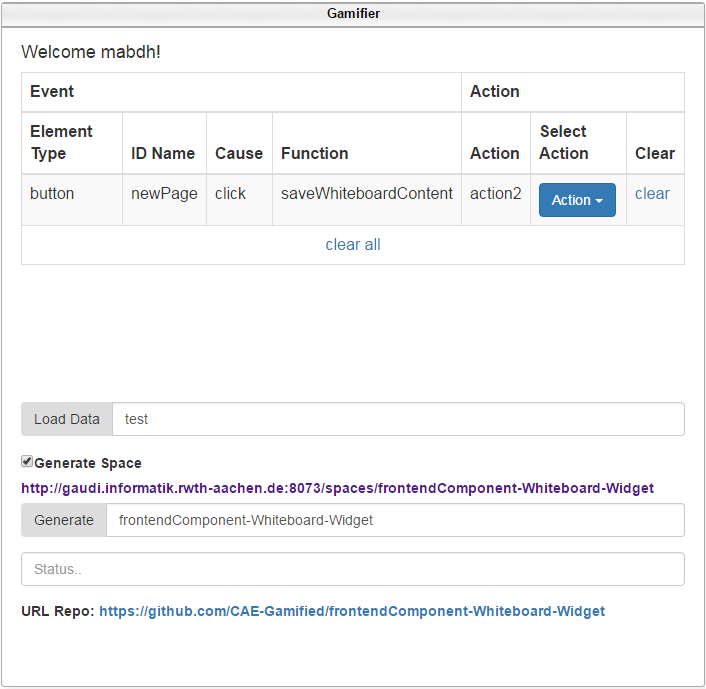 Gamifier
Welcome mabdh!
Event Action
Element Type ID Name Cause Function Action Select Action Clear
button newPage click saveWhiteboardContent action2 Action clear
clear all
Load Data test
Generate Space
http://gaudi.informatik.rwth-aachen.de:8073/spaces/frontendComponent-Whiteboard-Widget
Generate frontendComponent-Whiteboard-Widget
Status..
URL Repo: https://github.com/CAE-Gamified/frontendComponent-Whiteboard-Widget